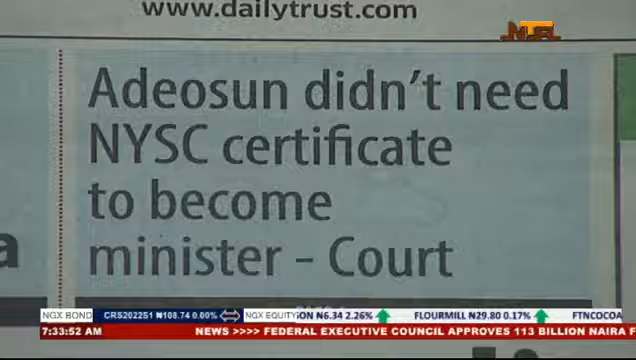 www.dailytrust.com
Adeosun didn't need
NYSC certificate
to become
minister - Court
NGX BOND CRS202251 ₦108.74 0.00% NGX EQUITY ION ₦6.34 2.26% FLOURMILL ₦29.80 0.17% FTNCOCOA
7:33:52 AM NEWS >>>> FEDERAL EXECUTIVE COUNCIL APPROVES 113 BILLION NAIRA F